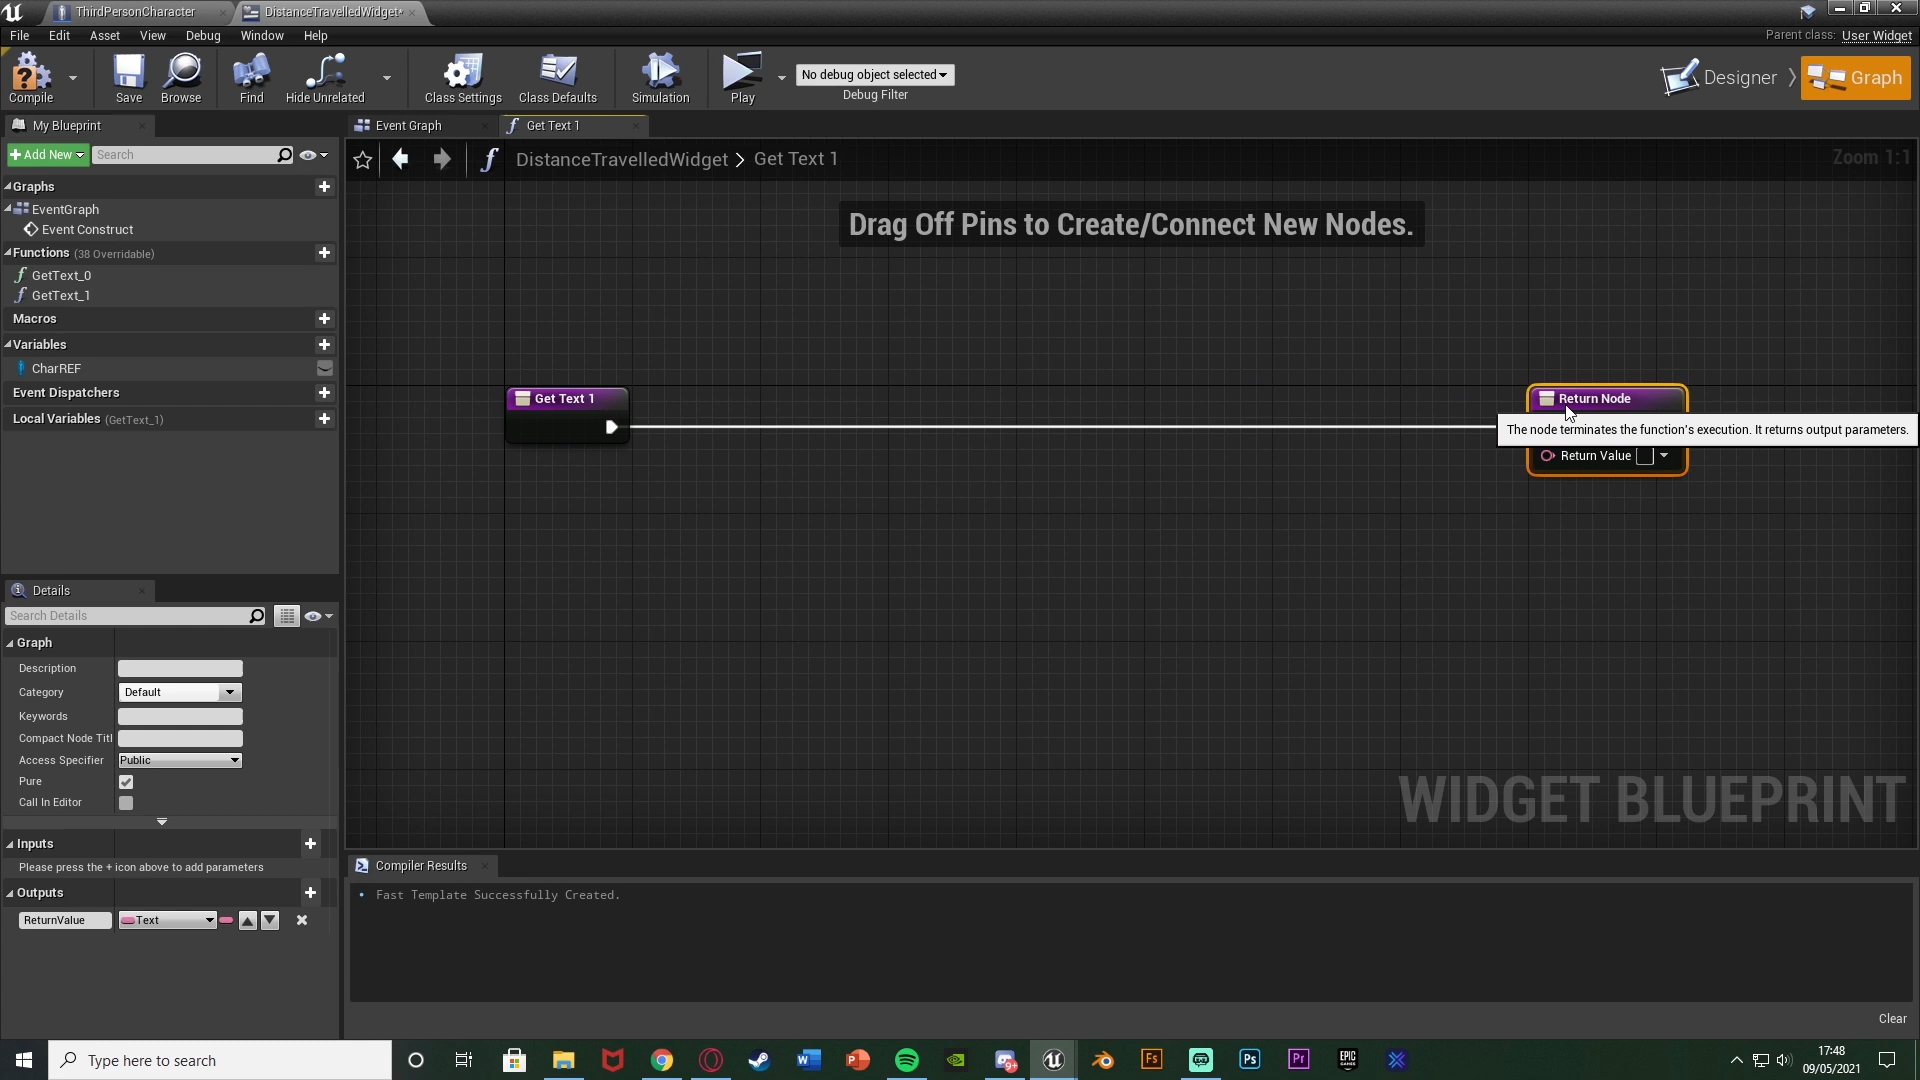 ThirdPersonCharacter
DistanceTravelledWidget*
File Edit Asset View Debug Window Help
Parent class: User Widget
Compile
Save
Browse
Find
Hide Unrelated
Class Settings
Class Defaults
Simulation
Play
No debug object selected
Debug Filter
Designer
Graph
My Blueprint
Event Graph
Get Text 1
Add New
Search
DistanceTravelledWidget > Get Text 1
Zoom 1:1
Graphs
EventGraph
Event Construct
Functions (38 Overridable)
GetText_0
GetText_1
Macros
Variables
CharREF
Event Dispatchers
Local Variables (GetText_1)
Drag Off Pins to Create/Connect New Nodes.
Get Text 1
Return Node
The node terminates the function's execution. It returns output parameters.
Return Value
WIDGET BLUEPRINT
Details
Search Details
Graph
Description
Category Default
Keywords
Compact Node Titl
Access Specifier Public
Pure
Call In Editor
Inputs
Please press the + icon above to add parameters
Outputs
ReturnValue Text
Compiler Results
Fast Template Successfully Created.
Clear
Type here to search
Fs
Ps
Pr
EPIC GAMES
17:48
09/05/2021